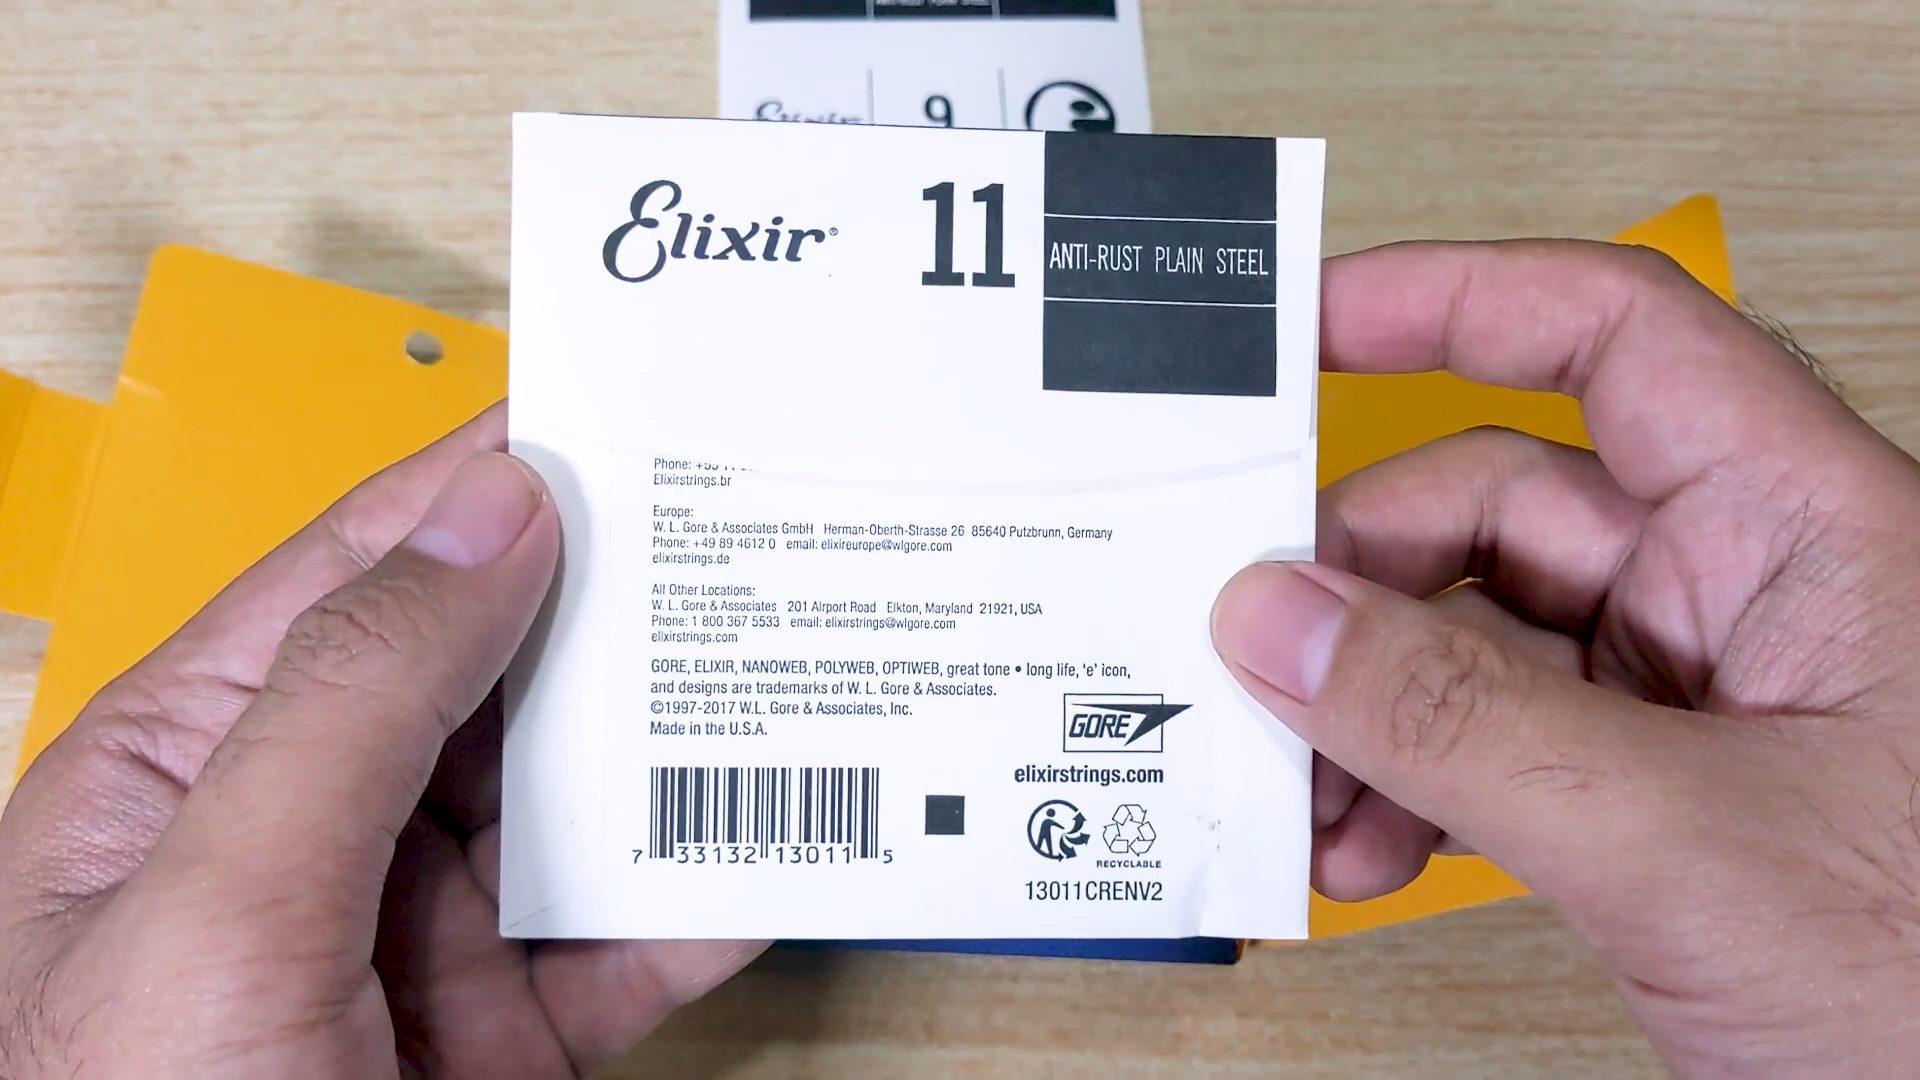 9
Elixir®
11
ANTI-RUST PLAIN STEEL
Phone:
Elixirstrings.br
Europe:
W. L. Gore & Associates GmbH Herman-Oberth-Strasse 26 85640 Putzbrunn, Germany
Phone: +49 89 4612 0 email: elixireurope@wlgore.com
elixirstrings.de
All Other Locations:
W. L. Gore & Associates 201 Airport Road Elkton, Maryland 21921, USA
Phone: 1 800 367 5533 email: elixirstrings@wlgore.com
elixirstrings.com
GORE, ELIXIR, NANOWEB, POLYWEB, OPTIWEB, great tone • long life, ‘e’ icon,
and designs are trademarks of W. L. Gore & Associates.
©1997-2017 W.L. Gore & Associates, Inc.
Made in the U.S.A.
GORE
elixirstrings.com
7 33132 13011 5
RECYCLABLE
13011CRENV2